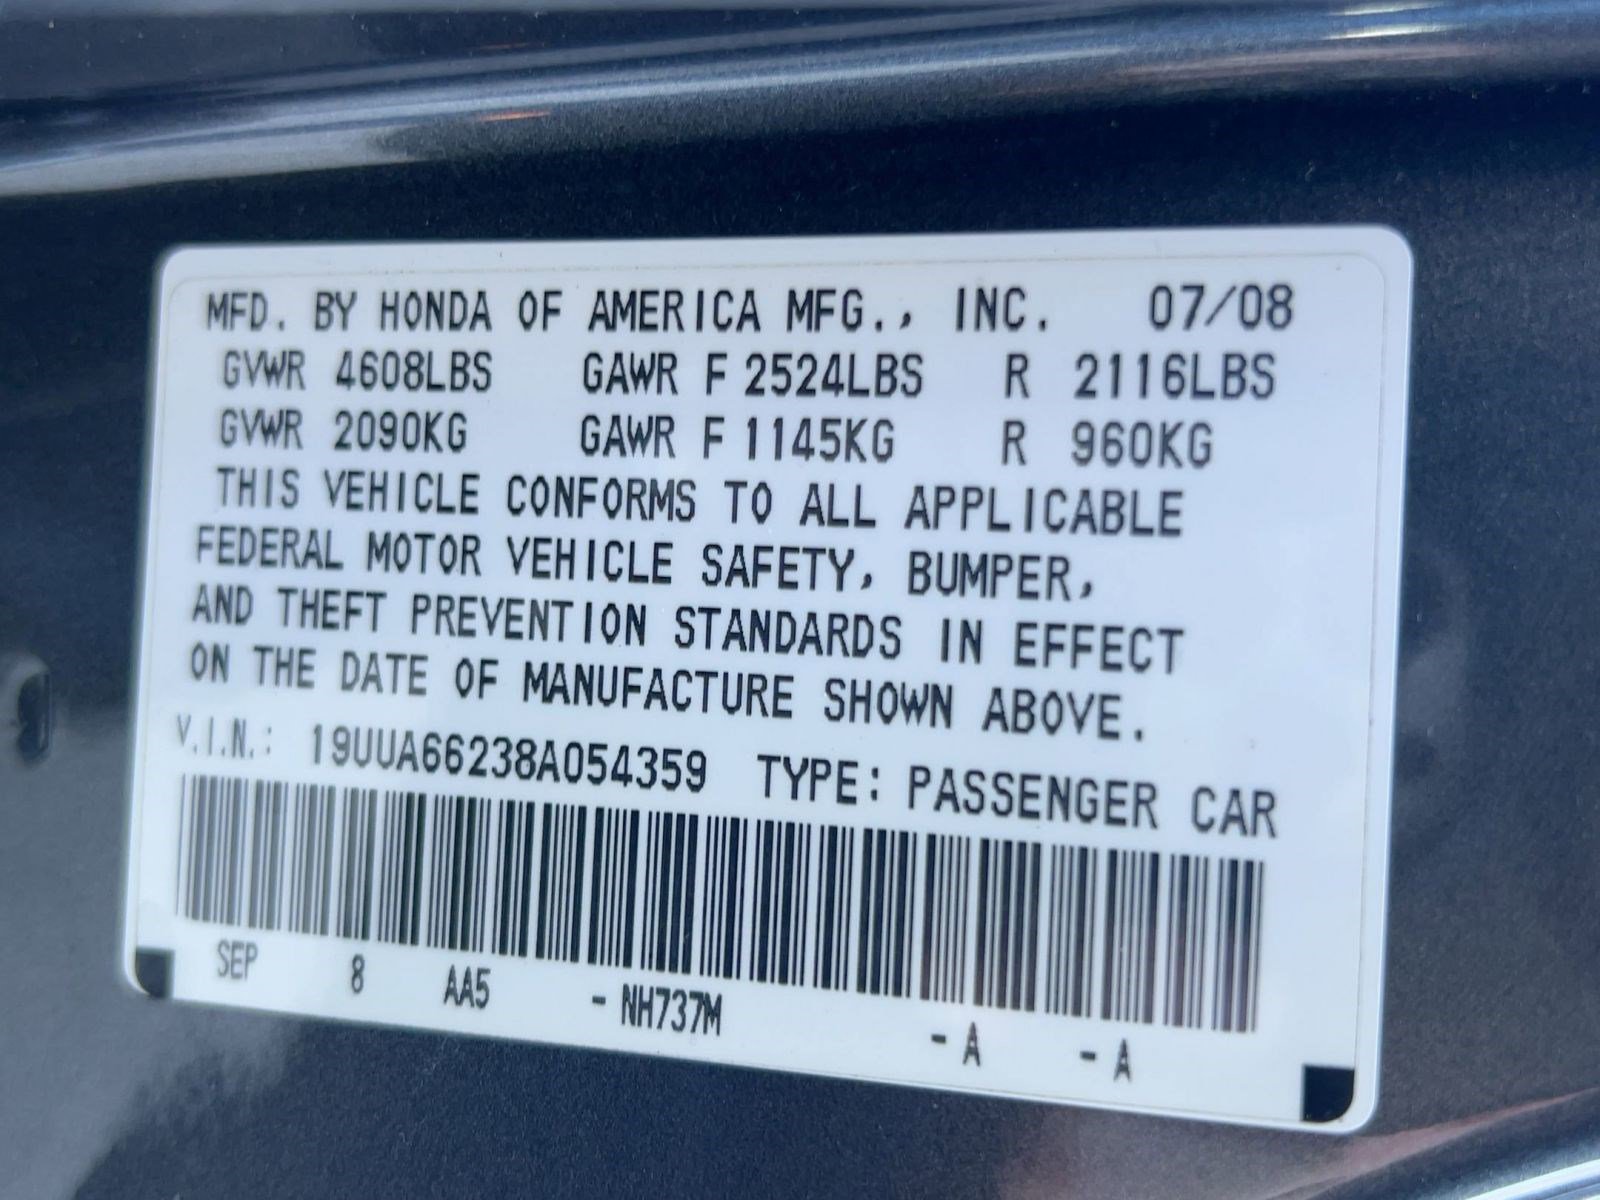 MFD. BY HONDA OF AMERICA MFG., INC. 07/08
GVWR 4608LBS GAWR F 2524LBS R 2116LBS
GVWR 2090KG GAWR F 1145KG R 960KG
THIS VEHICLE CONFORMS TO ALL APPLICABLE
FEDERAL MOTOR VEHICLE SAFETY, BUMPER,
AND THEFT PREVENTION STANDARDS IN EFFECT
ON THE DATE OF MANUFACTURE SHOWN ABOVE.
V.I.N.: 19UUA66238A054359 TYPE: PASSENGER CAR
SEP 8 AA5 - NH737M - A - A